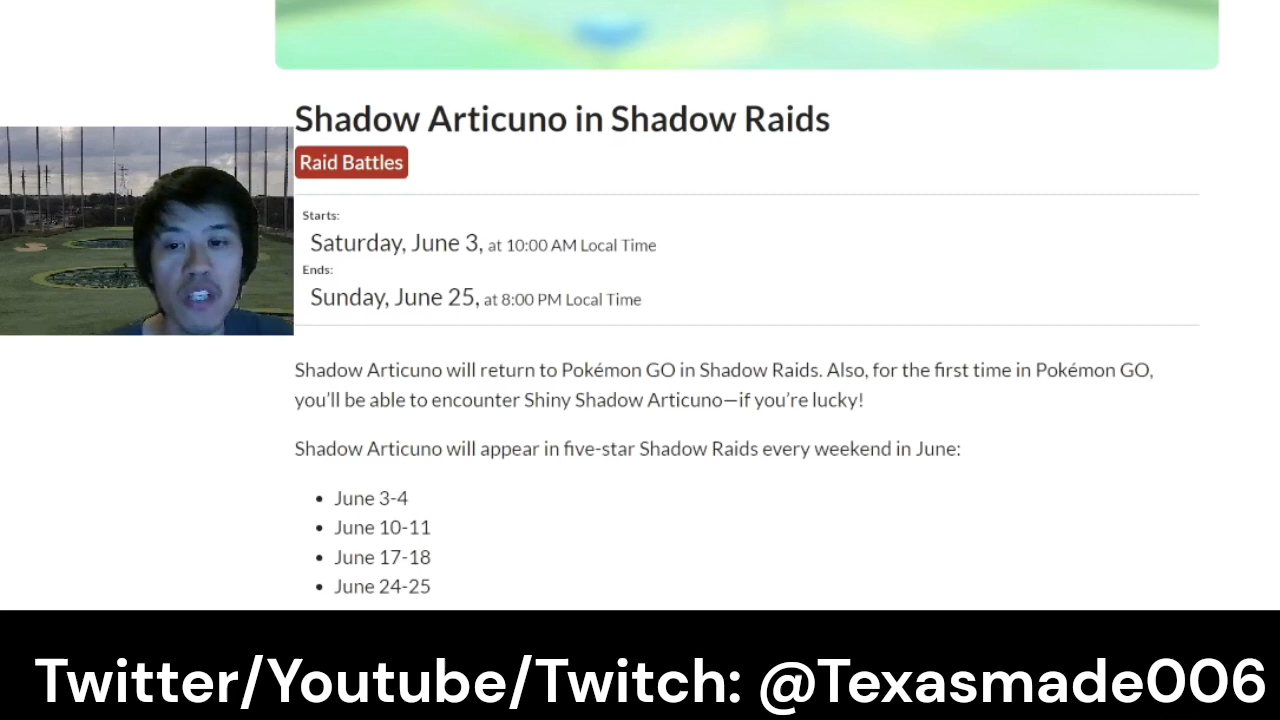 Shadow Articuno in Shadow Raids
Raid Battles
Starts:
Saturday, June 3, at 10:00 AM Local Time
Ends:
Sunday, June 25, at 8:00 PM Local Time
Shadow Articuno will return to Pokémon GO in Shadow Raids. Also, for the first time in Pokémon GO,
you’ll be able to encounter Shiny Shadow Articuno—if you’re lucky!
Shadow Articuno will appear in five-star Shadow Raids every weekend in June:
• June 3-4
• June 10-11
• June 17-18
• June 24-25
Twitter/Youtube/Twitch: @Texasmade006